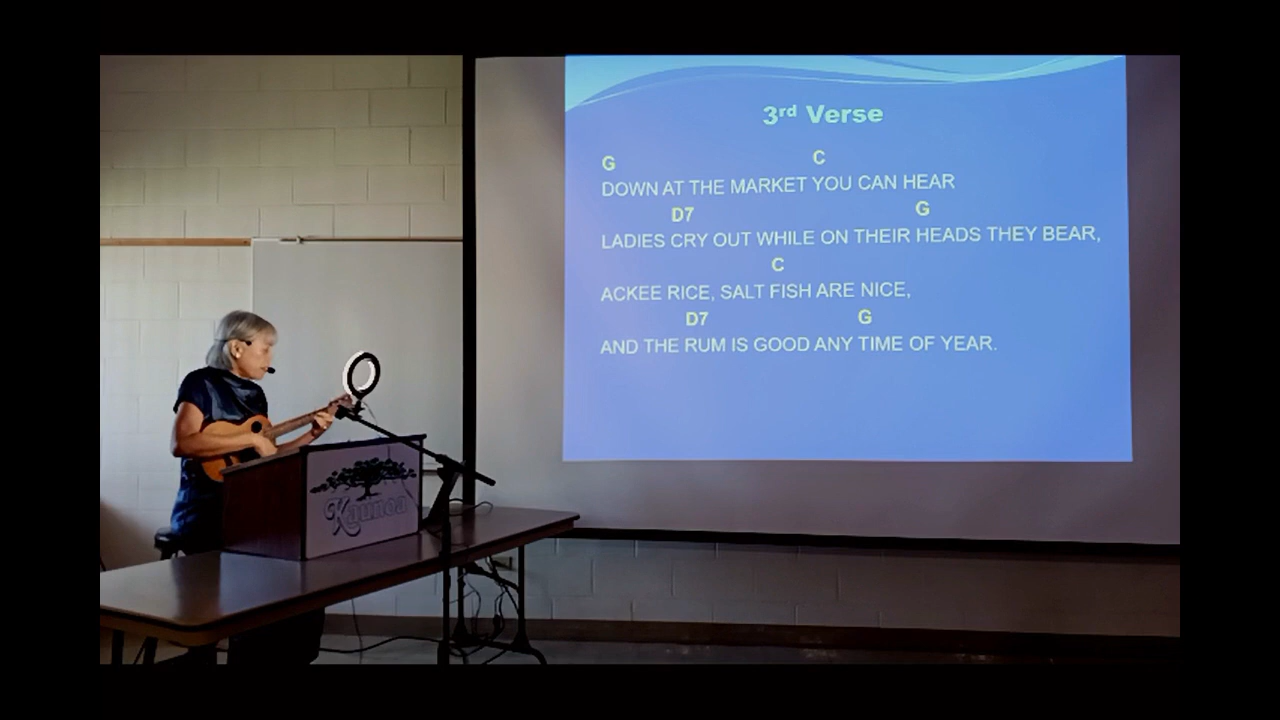 3rd Verse
G C
DOWN AT THE MARKET YOU CAN HEAR
D7 G
LADIES CRY OUT WHILE ON THEIR HEADS THEY BEAR,
C
ACKEE RICE, SALT FISH ARE NICE,
D7 G
AND THE RUM IS GOOD ANY TIME OF YEAR.
Kaunoa